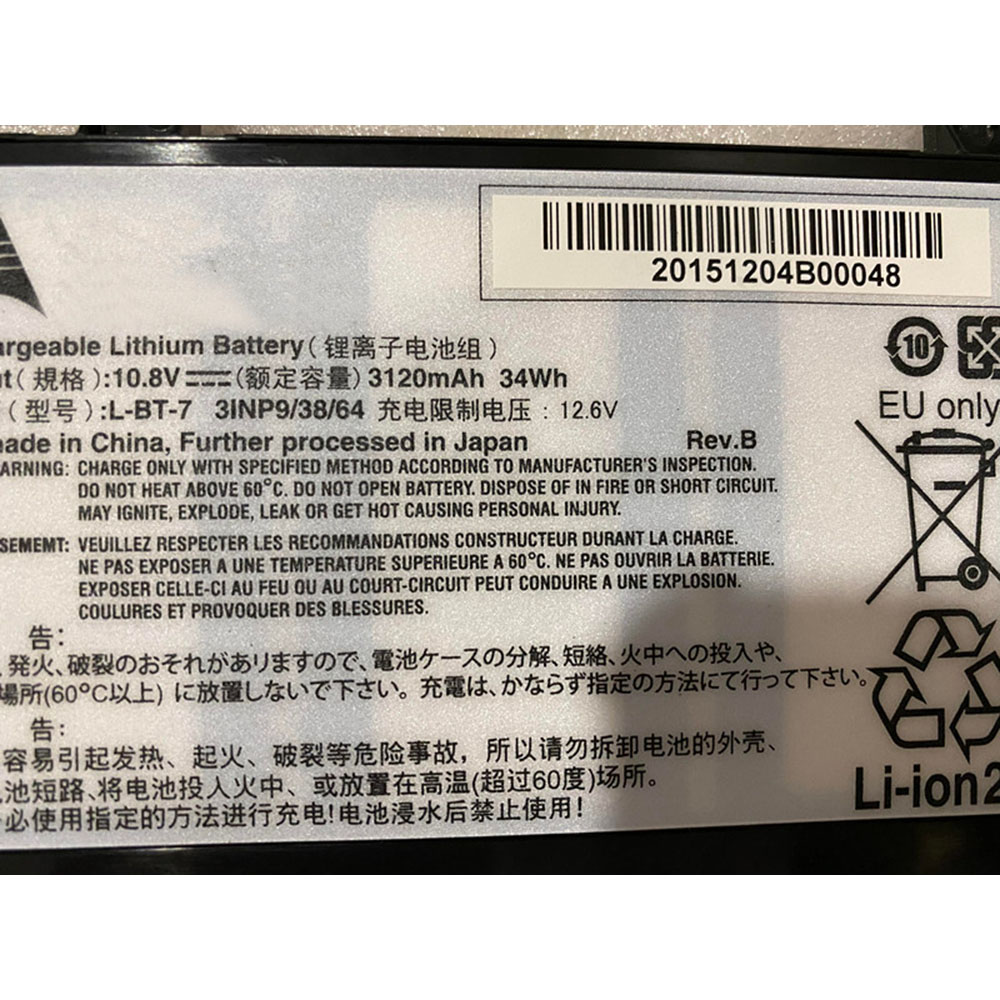 20151204B00048
argeable Lithium Battery(锂离子电池组)
(規格):10.8V⎓(额定容量)3120mAh 34Wh
(型号):L-BT-7 3INP9/38/64 充电限制电压:12.6V
made in China, Further processed in Japan Rev.B
10
EU only
ARNING: CHARGE ONLY WITH SPECIFIED METHOD ACCORDING TO MANUFACTURER'S INSPECTION.
DO NOT HEAT ABOVE 60°C. DO NOT OPEN BATTERY. DISPOSE OF IN FIRE OR SHORT CIRCUIT.
MAY IGNITE, EXPLODE, LEAK OR GET HOT CAUSING PERSONAL INJURY.
SEMENT: VEUILLEZ RESPECTER LES RECOMMANDATIONS CONSTRUCTEUR DURANT LA CHARGE.
NE PAS EXPOSER A UNE TEMPERATURE SUPERIEURE A 60°C. NE PAS OUVRIR LA BATTERIE.
EXPOSER CELLE-CI AU FEU OU AU COURT-CIRCUIT PEUT CONDUIRE A UNE EXPLOSION.
COULURES ET PROVOQUER DES BLESSURES.
告:
、発火、破裂のおそれがありますので、電池ケースの分解、短絡、火中への投入や、
場所(60°C以上)に放置しないで下さい。充電は、かならず指定の方法にて行って下さい。
告:
容易引起发热、起火、破裂等危险事故,所以请勿拆卸电池的外壳、
池短路、将电池投入火中、或放置在高温(超过60度)场所。
必使用指定的方法进行充电!电池浸水后禁止使用!
Li-ion2